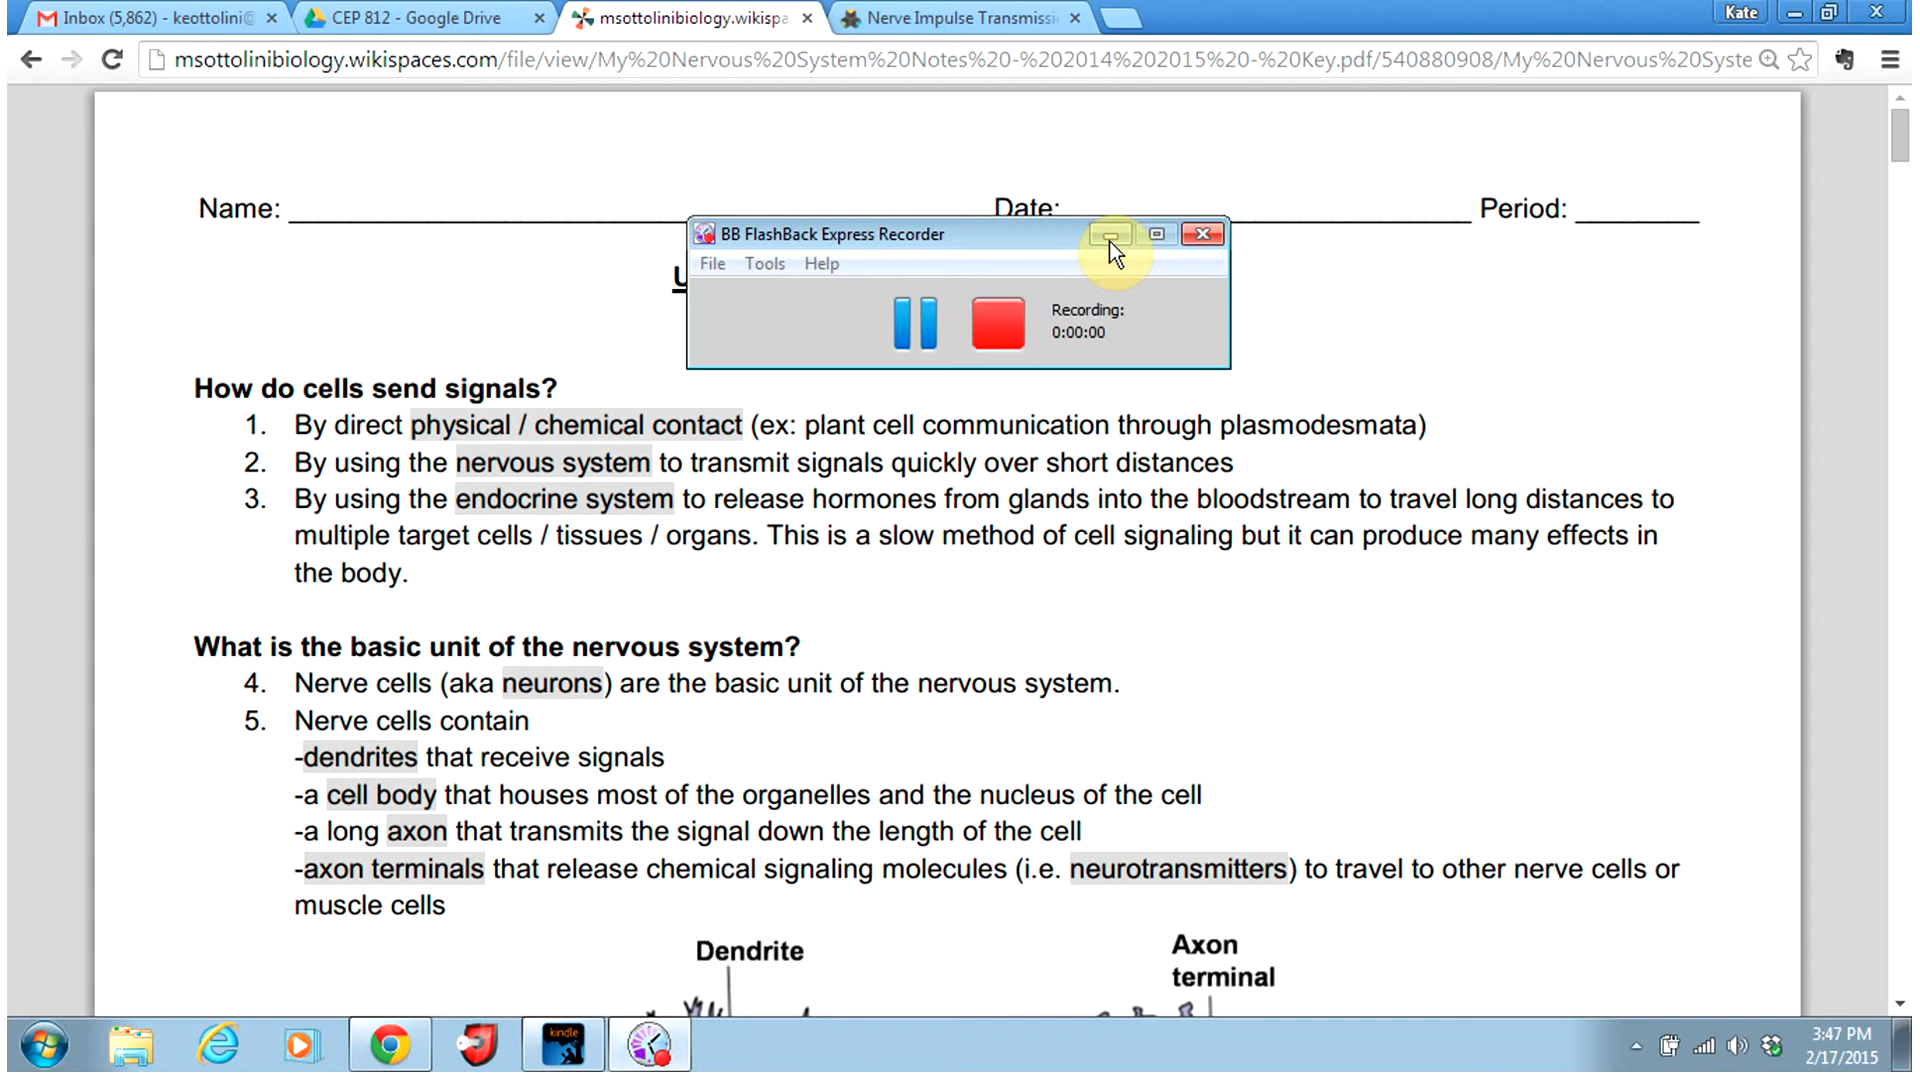 Inbox (5,862) - keottolini@
CEP 812 - Google Drive
msottolinibiology.wikispa
Nerve Impulse Transmissi
Kate
msottolinibiology.wikispaces.com/file/view/My%20Nervous%20System%20Notes%20-%202014%202015%20-%20Key.pdf/540880908/My%20Nervous%20Syste
Name: Date: Period:
BB FlashBack Express Recorder
File Tools Help
U
Recording:
0:00:00
How do cells send signals?
1. By direct physical / chemical contact (ex: plant cell communication through plasmodesmata)
2. By using the nervous system to transmit signals quickly over short distances
3. By using the endocrine system to release hormones from glands into the bloodstream to travel long distances to
multiple target cells / tissues / organs. This is a slow method of cell signaling but it can produce many effects in
the body.
What is the basic unit of the nervous system?
4. Nerve cells (aka neurons) are the basic unit of the nervous system.
5. Nerve cells contain
-dendrites that receive signals
-a cell body that houses most of the organelles and the nucleus of the cell
-a long axon that transmits the signal down the length of the cell
-axon terminals that release chemical signaling molecules (i.e. neurotransmitters) to travel to other nerve cells or
muscle cells
Dendrite
Axon
terminal
kindle
3:47 PM
2/17/2015